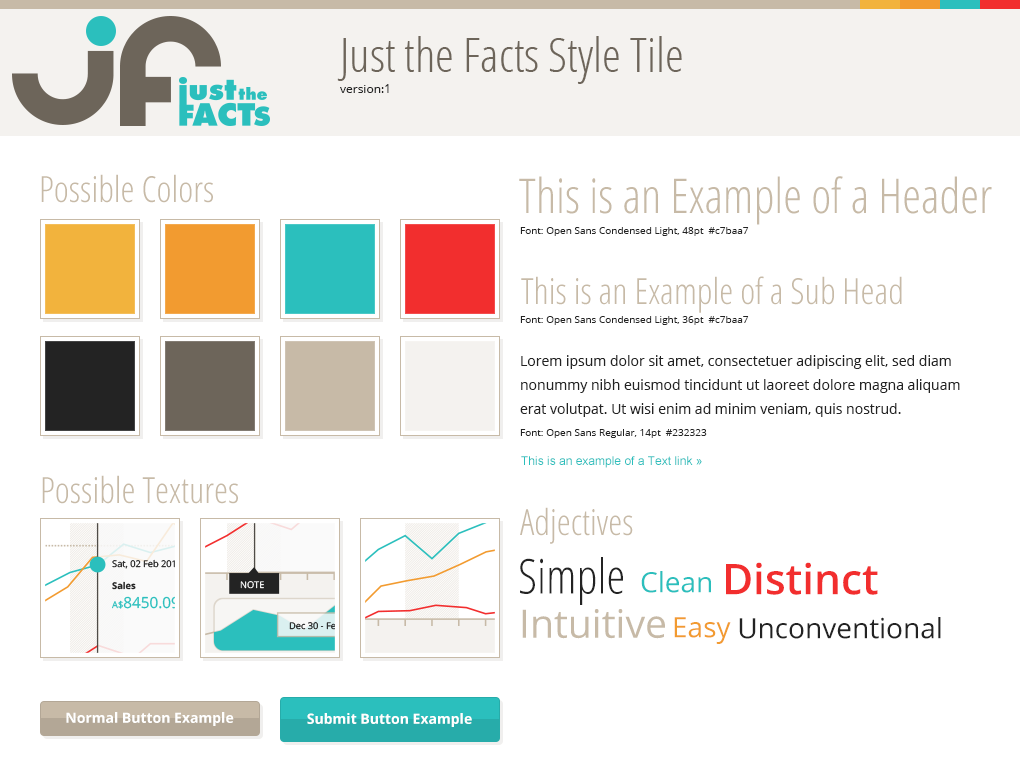 just the
FACTS
Just the Facts Style Tile
version:1
Possible Colors
This is an Example of a Header
Font: Open Sans Condensed Light, 48pt #c7baa7
This is an Example of a Sub Head
Font: Open Sans Condensed Light, 36pt #c7baa7
Lorem ipsum dolor sit amet, consectetuer adipiscing elit, sed diam
nonummy nibh euismod tincidunt ut laoreet dolore magna aliquam
erat volutpat. Ut wisi enim ad minim veniam, quis nostrud.
Font: Open Sans Regular, 14pt #232323
This is an example of a Text link »
Possible Textures
Sat, 02 Feb 201
Sales
A$8450.09
NOTE
Dec 30 - Fe
Adjectives
Simple Clean Distinct
Intuitive Easy Unconventional
Normal Button Example
Submit Button Example